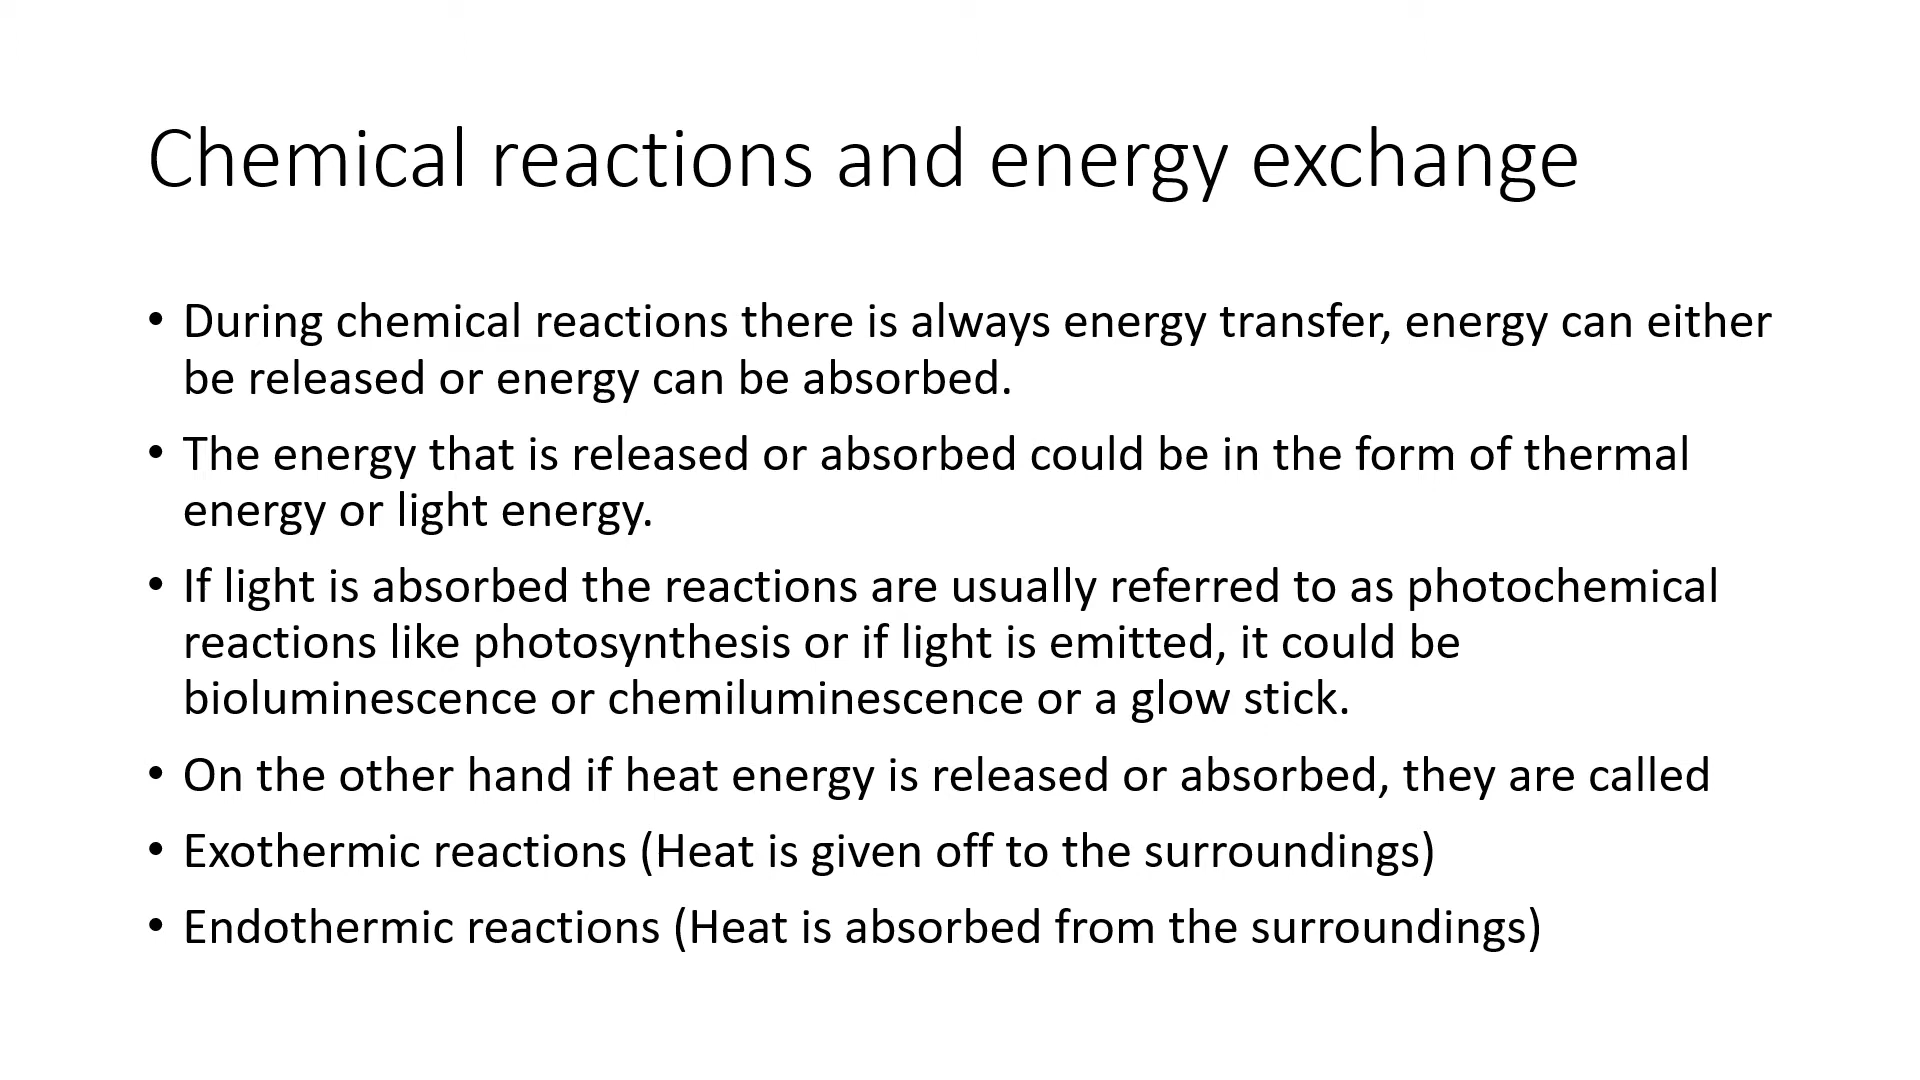 Chemical reactions and energy exchange
• During chemical reactions there is always energy transfer, energy can either
be released or energy can be absorbed.
• The energy that is released or absorbed could be in the form of thermal
energy or light energy.
• If light is absorbed the reactions are usually referred to as photochemical
reactions like photosynthesis or if light is emitted, it could be
bioluminescence or chemiluminescence or a glow stick.
• On the other hand if heat energy is released or absorbed, they are called
• Exothermic reactions (Heat is given off to the surroundings)
• Endothermic reactions (Heat is absorbed from the surroundings)